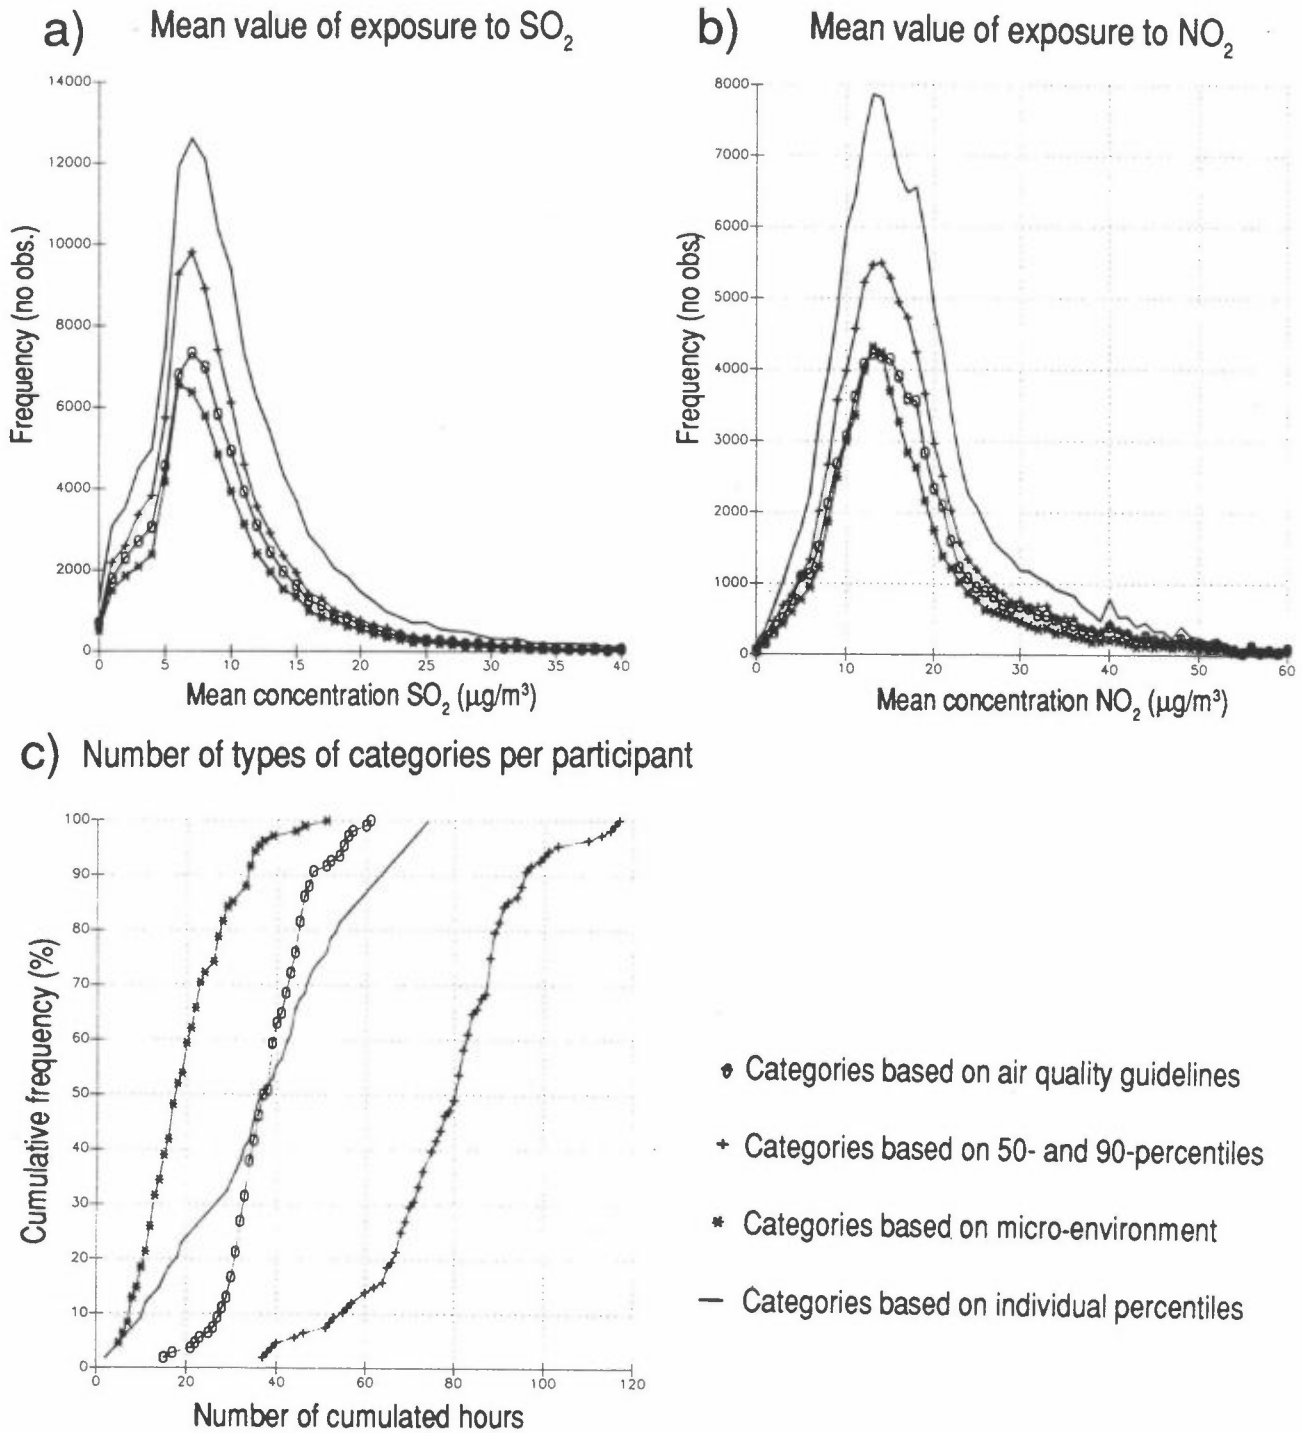 a) Mean value of exposure to SO2
14000
12000
10000
8000
6000
4000
2000
0
Frequency (no obs.)
0 5 10 15 20 25 30 35 40
Mean concentration SO2 (µg/m³)
b) Mean value of exposure to NO2
8000
7000
6000
5000
4000
3000
2000
1000
0
Frequency (no obs)
0 10 20 30 40 50 60
Mean concentration NO2 (µg/m³)
c) Number of types of categories per participant
100
90
80
70
60
50
40
30
20
10
0
Cumulative frequency (%)
0 20 40 60 80 100 120
Number of cumulated hours
Categories based on air quality guidelines
Categories based on 50- and 90-percentiles
Categories based on micro-environment
Categories based on individual percentiles